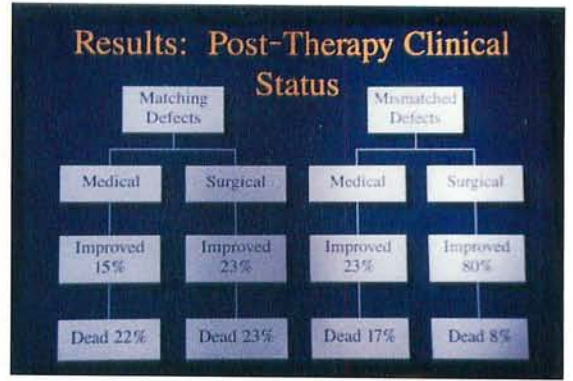 Results: Post-Therapy Clinical
Status
Matching
Defects
Mismatched
Defects
Medical
Surgical
Medical
Surgical
Improved
15%
Improved
23%
Improved
23%
Improved
80%
Dead 22%
Dead 23%
Dead 17%
Dead 8%